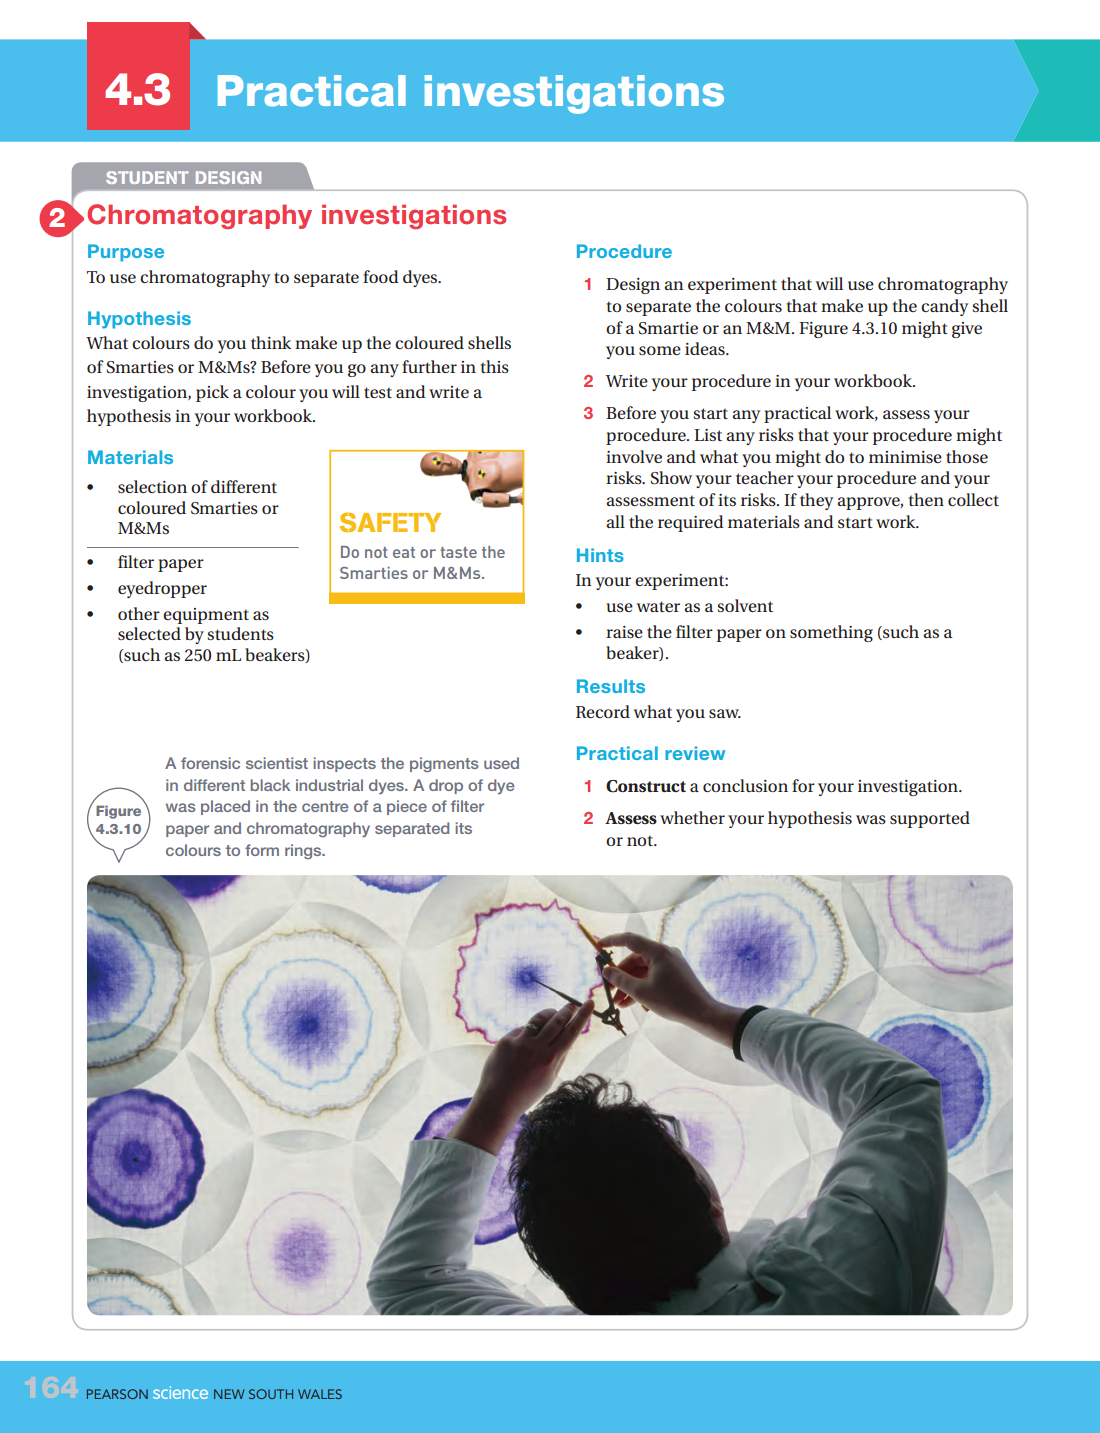 4.3
Practical investigations
STUDENT DESIGN
2
Chromatography investigations
Purpose
To use chromatography to separate food dyes.
Hypothesis
What colours do you think make up the coloured shells
of Smarties or M&Ms? Before you go any further in this
investigation, pick a colour you will test and write a
hypothesis in your workbook.
Materials
• selection of different
coloured Smarties or
M&Ms
• filter paper
• eyedropper
• other equipment as
selected by students
(such as 250 mL beakers)
SAFETY
Do not eat or taste the
Smarties or M&Ms.
Procedure
1 Design an experiment that will use chromatography
to separate the colours that make up the candy shell
of a Smartie or an M&M. Figure 4.3.10 might give
you some ideas.
2 Write your procedure in your workbook.
3 Before you start any practical work, assess your
procedure. List any risks that your procedure might
involve and what you might do to minimise those
risks. Show your teacher your procedure and your
assessment of its risks. If they approve, then collect
all the required materials and start work.
Hints
In your experiment:
• use water as a solvent
• raise the filter paper on something (such as a
beaker).
Results
Record what you saw.
Practical review
1 Construct a conclusion for your investigation.
2 Assess whether your hypothesis was supported
or not.
Figure
4.3.10
A forensic scientist inspects the pigments used
in different black industrial dyes. A drop of dye
was placed in the centre of a piece of filter
paper and chromatography separated its
colours to form rings.
164 PEARSON science NEW SOUTH WALES